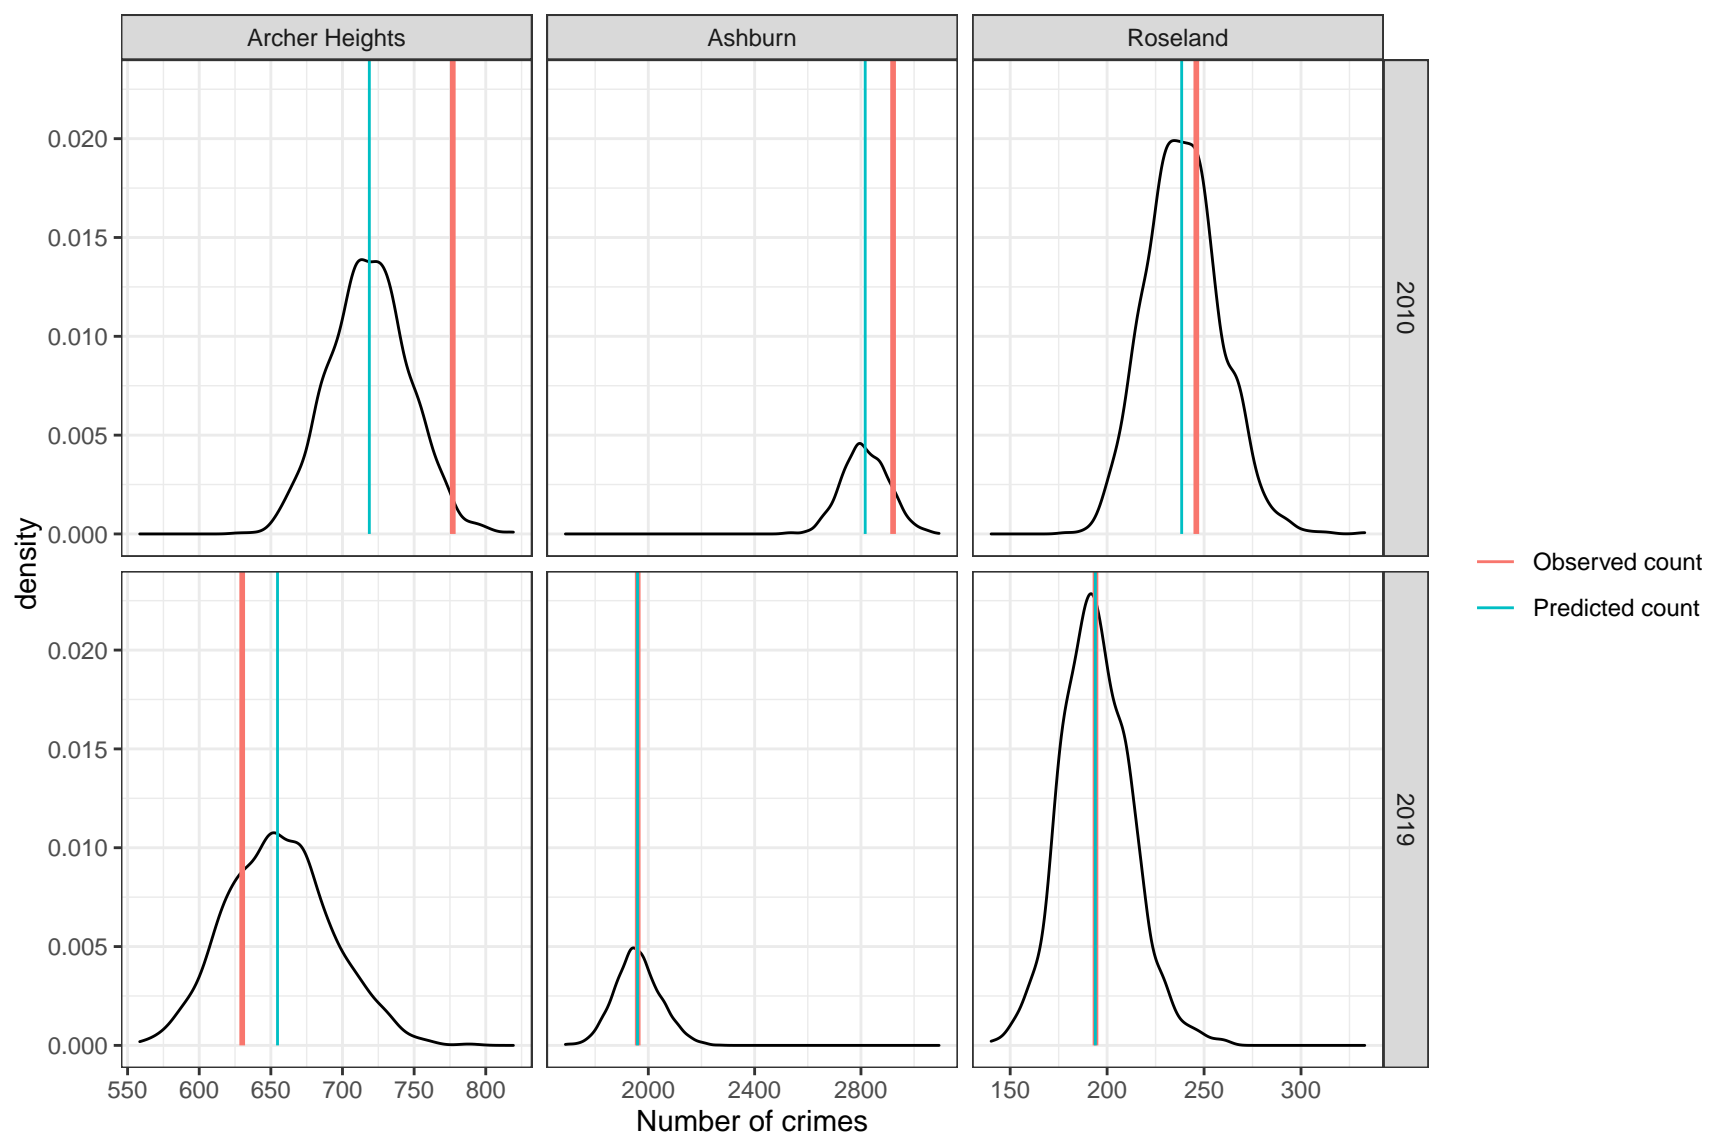 Archer Heights Ashburn Roseland
0.020
0.015
0.010
0.005
0.000
2010
0.020
0.015
0.010
0.005
0.000
2019
density
550 600 650 700 750 800 2000 2400 2800 150 200 250 300
Number of crimes
Observed count
Predicted count